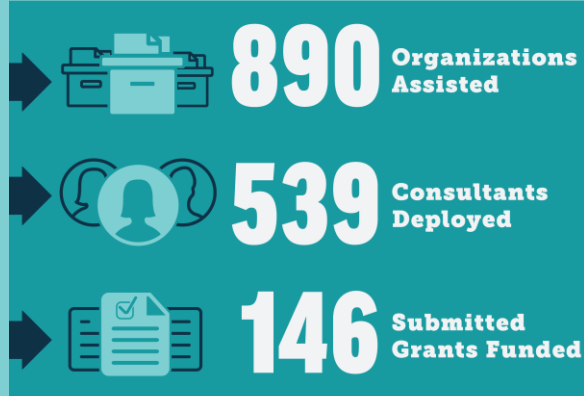 890 Organizations
Assisted
539 Consultants
Deployed
146 Submitted
Grants Funded